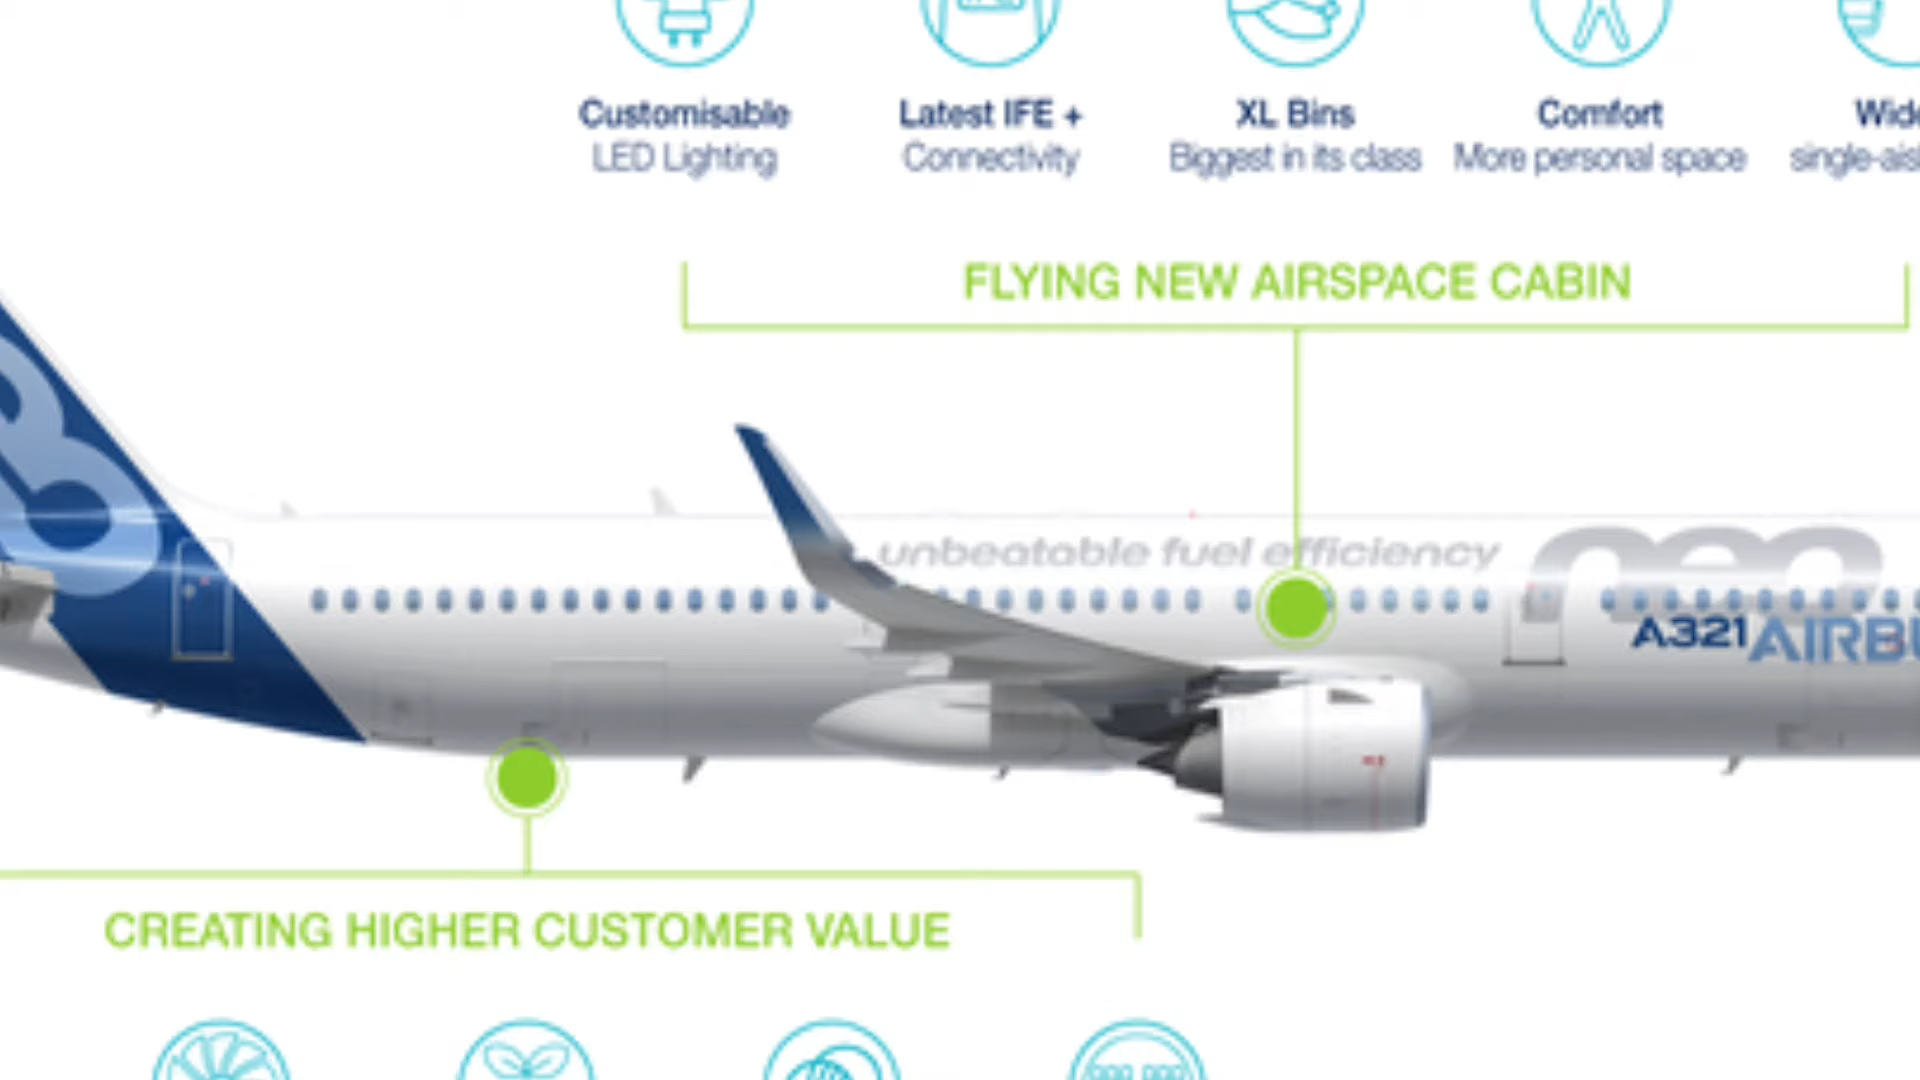 Customisable
LED Lighting
Latest IFE +
Connectivity
XL Bins
Biggest in its class
Comfort
More personal space
FLYING NEW AIRSPACE CABIN
unbeatable fuel efficiency
neo
A321
CREATING HIGHER CUSTOMER VALUE